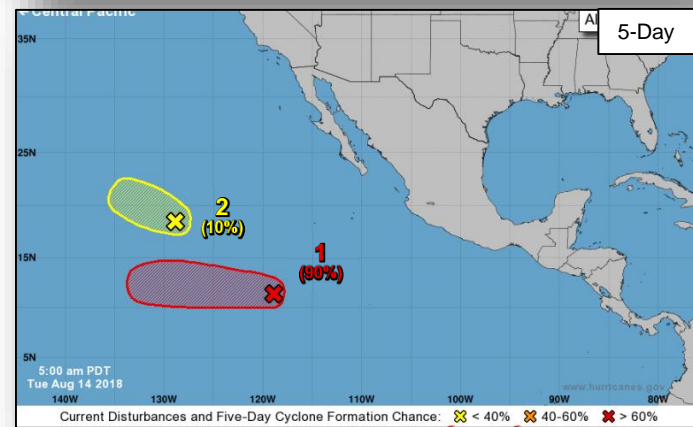 ← Central Pacific
Al
5-Day
35N
25N
2
(10%)
1
15N
(90%)
5N
5:00 am PDT
Tue Aug 14 2018
www.hurricanes.gov
140W 130W 120W 110W 100W 90W 80W
Current Disturbances and Five-Day Cyclone Formation Chance: < 40% 40-60% > 60%